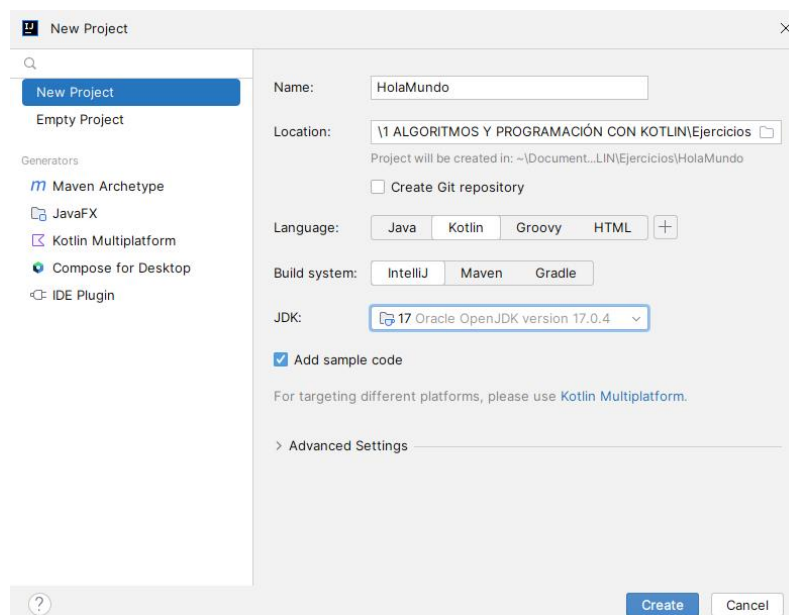 New Project
New Project
Empty Project
Generators
Maven Archetype
JavaFX
Kotlin Multiplatform
Compose for Desktop
IDE Plugin
Name: HolaMundo
Location: \1 ALGORITMOS Y PROGRAMACIÓN CON KOTLIN\Ejercicios
Project will be created in: ~\Document...LIN\Ejercicios\HolaMundo
Create Git repository
Language: Java Kotlin Groovy HTML +
Build system: IntelliJ Maven Gradle
JDK: 17 Oracle OpenJDK version 17.0.4
Add sample code
For targeting different platforms, please use Kotlin Multiplatform.
Advanced Settings
? Create Cancel